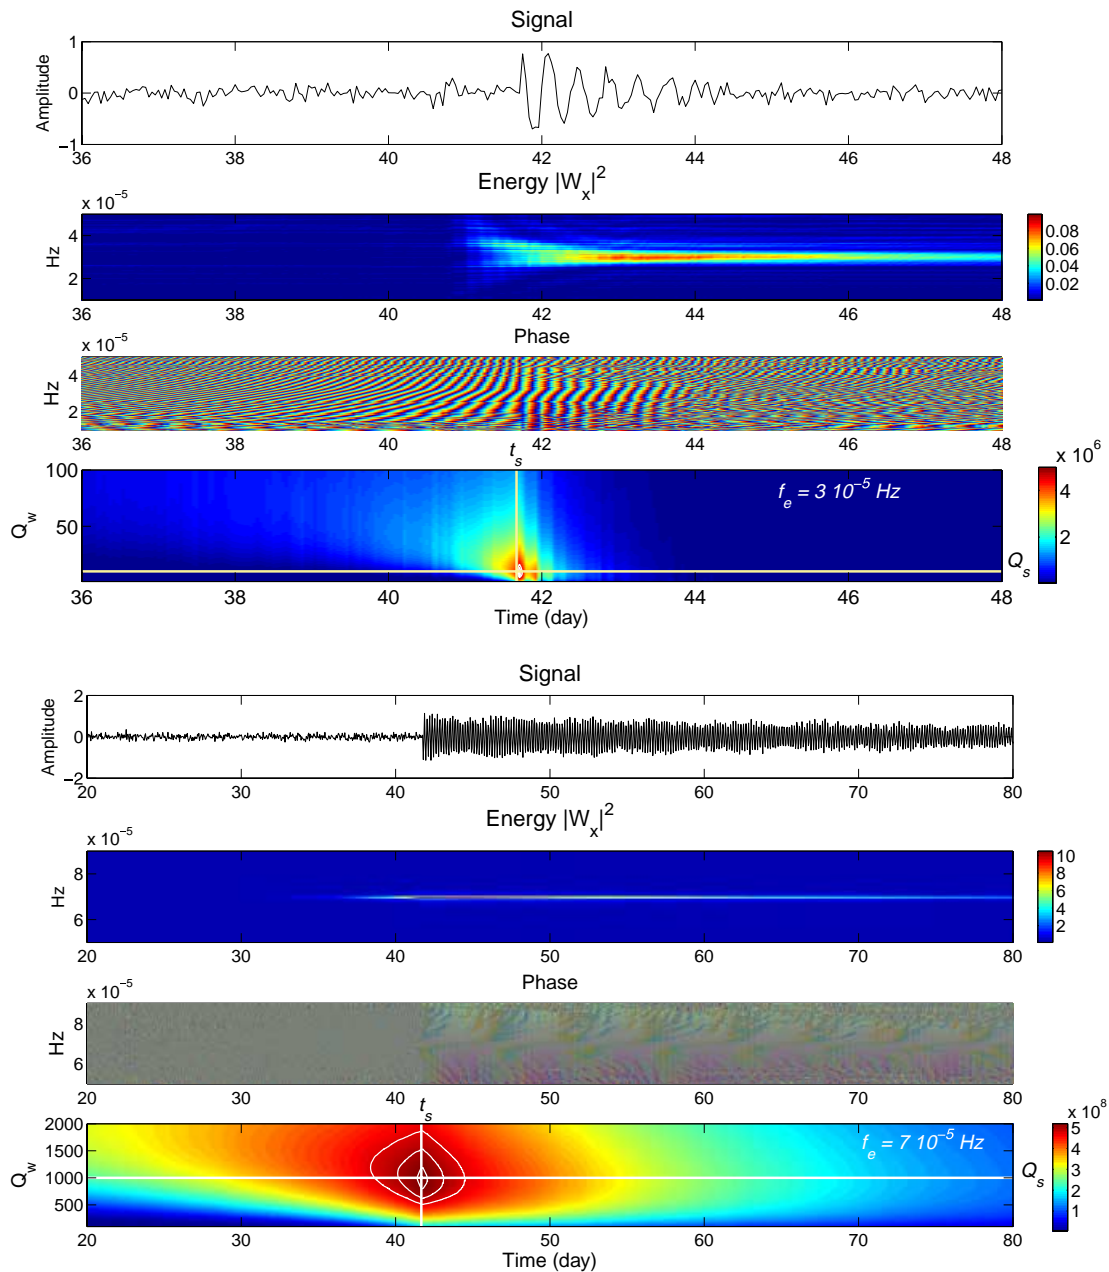 Signal
Amplitude
1
0
−1
36 38 40 42 44 46 48
Energy |W_x|^2
x 10^−5
Hz
4
2
0.08
0.06
0.04
0.02
36 38 40 42 44 46 48
Phase
x 10^−5
Hz
4
2
36 38 40 42 44 46 48
t_s
x 10^6
Q_w
100
50
f_e = 3 10^−5 Hz
Q_s
4
2
0
36 38 40 42 44 46 48
Time (day)
Signal
Amplitude
2
0
−2
20 30 40 50 60 70 80
Energy |W_x|^2
x 10^−5
Hz
8
6
10
8
6
4
2
20 30 40 50 60 70 80
Phase
x 10^−5
Hz
8
6
20 30 40 50 60 70 80
t_s
x 10^8
Q_w
2000
1500
1000
500
f_e = 7 10^−5 Hz
Q_s
5
4
3
2
1
20 30 40 50 60 70 80
Time (day)